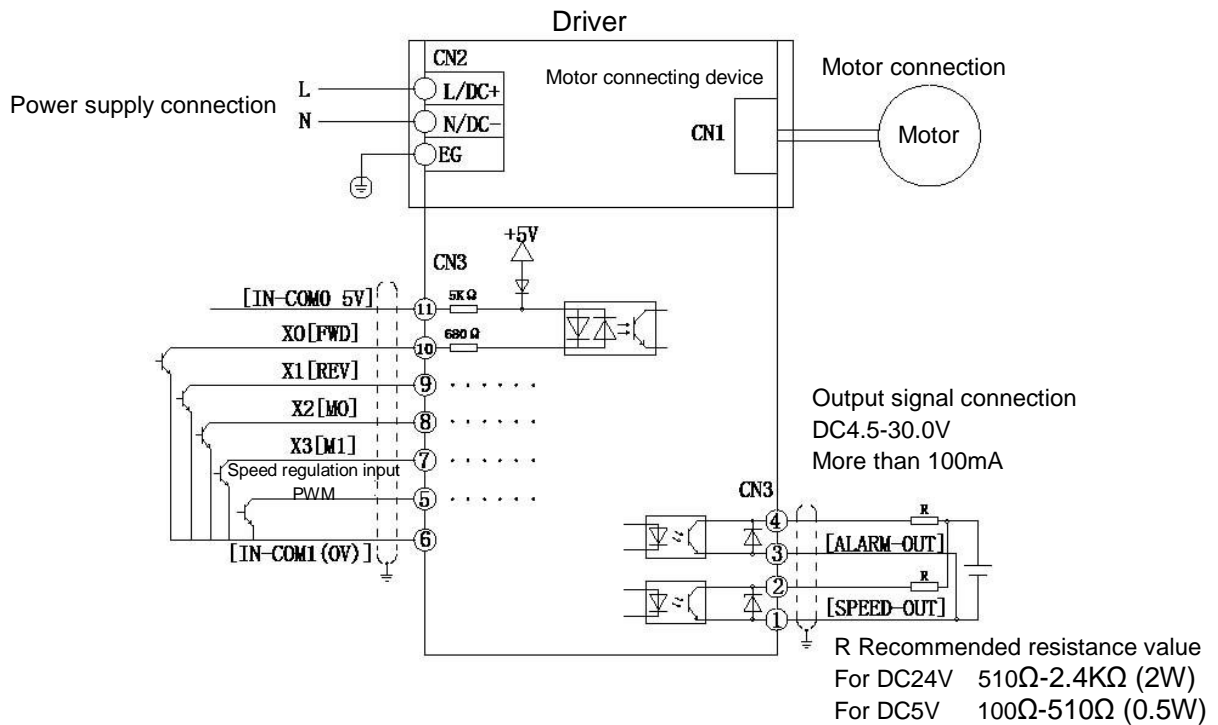 Driver
CN2
L/DC+
N/DC-
EG
Power supply connection
L
N
Motor connecting device
CN1
Motor connection
Motor
+5V
CN3
[IN-COM0 5V]
11
5KΩ
X0[FWD]
10
680Ω
X1[REV]
9
X2[M0]
8
X3[M1]
7
Speed regulation input
PWM
5
6
[IN-COM1(0V)]
Output signal connection
DC4.5-30.0V
More than 100mA
CN3
4
R
3
[ALARM-OUT]
2
R
1
[SPEED-OUT]
R Recommended resistance value
For DC24V 510Ω-2.4KΩ (2W)
For DC5V 100Ω-510Ω (0.5W)